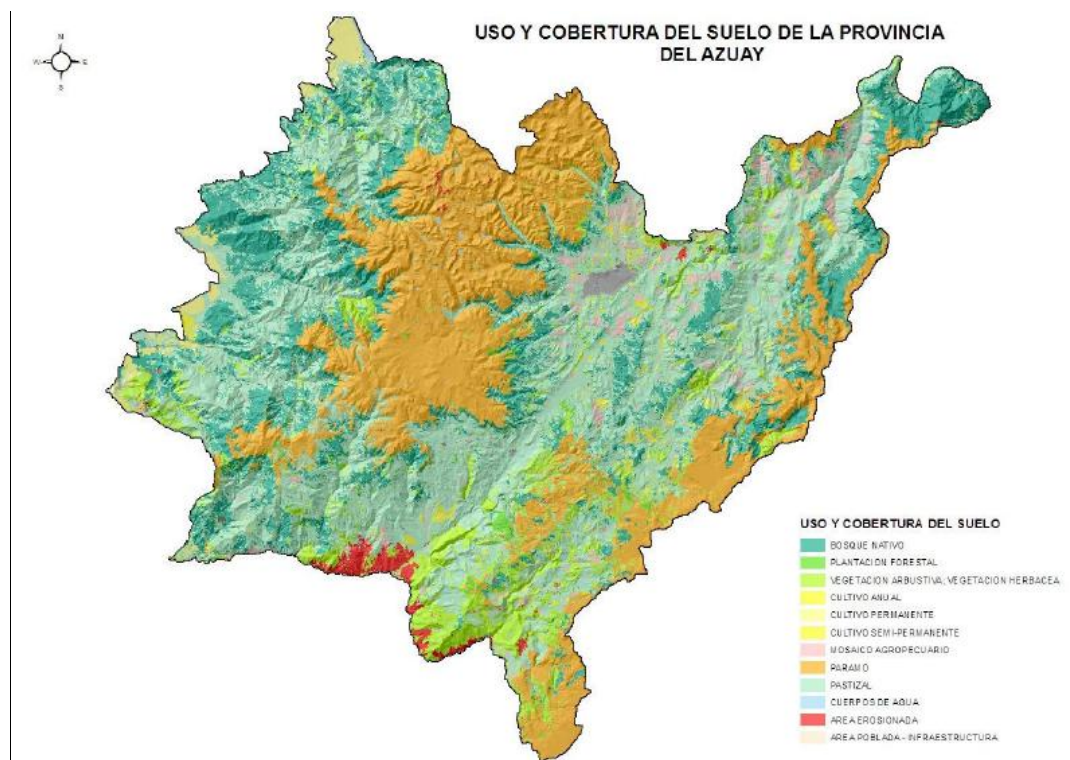 USO Y COBERTURA DEL SUELO DE LA PROVINCIA
DEL AZUAY
N
W
E
S
USO Y COBERTURA DEL SUELO
BOSQUE NATIVO
PLANTACION FORESTAL
VEGETACION ARBUSTIVA; VEGETACION HERBACEA
CULTIVO ANUAL
CULTIVO PERMANENTE
CULTIVO SEMI-PERMANENTE
MOSAICO AGROPECUARIO
PARAMO
PASTIZAL
CUERPOS DE AGUA
AREA EROSIONADA
AREA POBLADA - INFRAESTRUCTURA